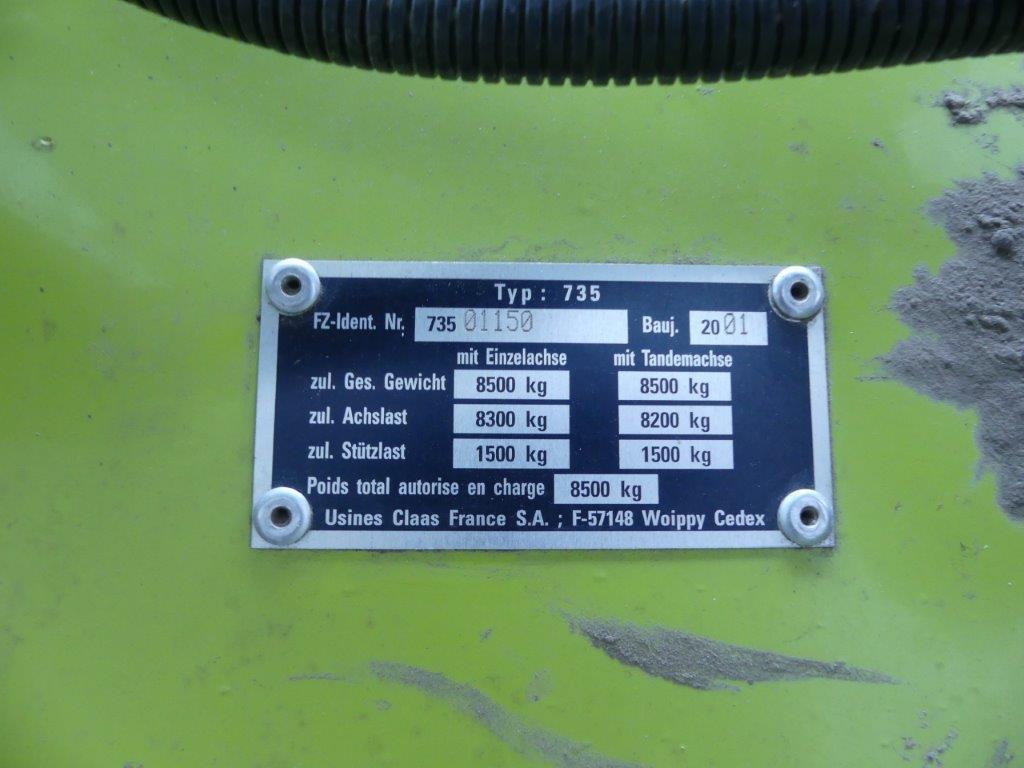 Typ : 735
FZ-Ident. Nr. 735 01150 Bauj. 2001
mit Einzelachse mit Tandemachse
zul. Ges. Gewicht 8500 kg 8500 kg
zul. Achslast 8300 kg 8200 kg
zul. Stützlast 1500 kg 1500 kg
Poids total autorise en charge 8500 kg
Usines Claas France S.A. ; F-57148 Woippy Cedex